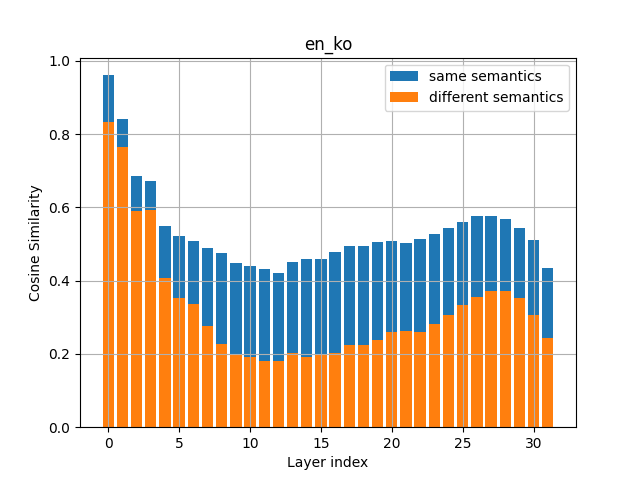 en_ko
same semantics
different semantics
1.0
0.8
0.6
0.4
0.2
0.0
Cosine Similarity
0 5 10 15 20 25 30
Layer index